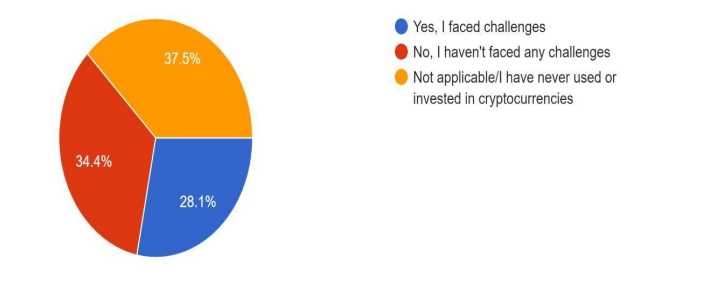 37.5%
34.4%
28.1%
Yes, I faced challenges
No, I haven't faced any challenges
Not applicable/I have never used or
invested in cryptocurrencies